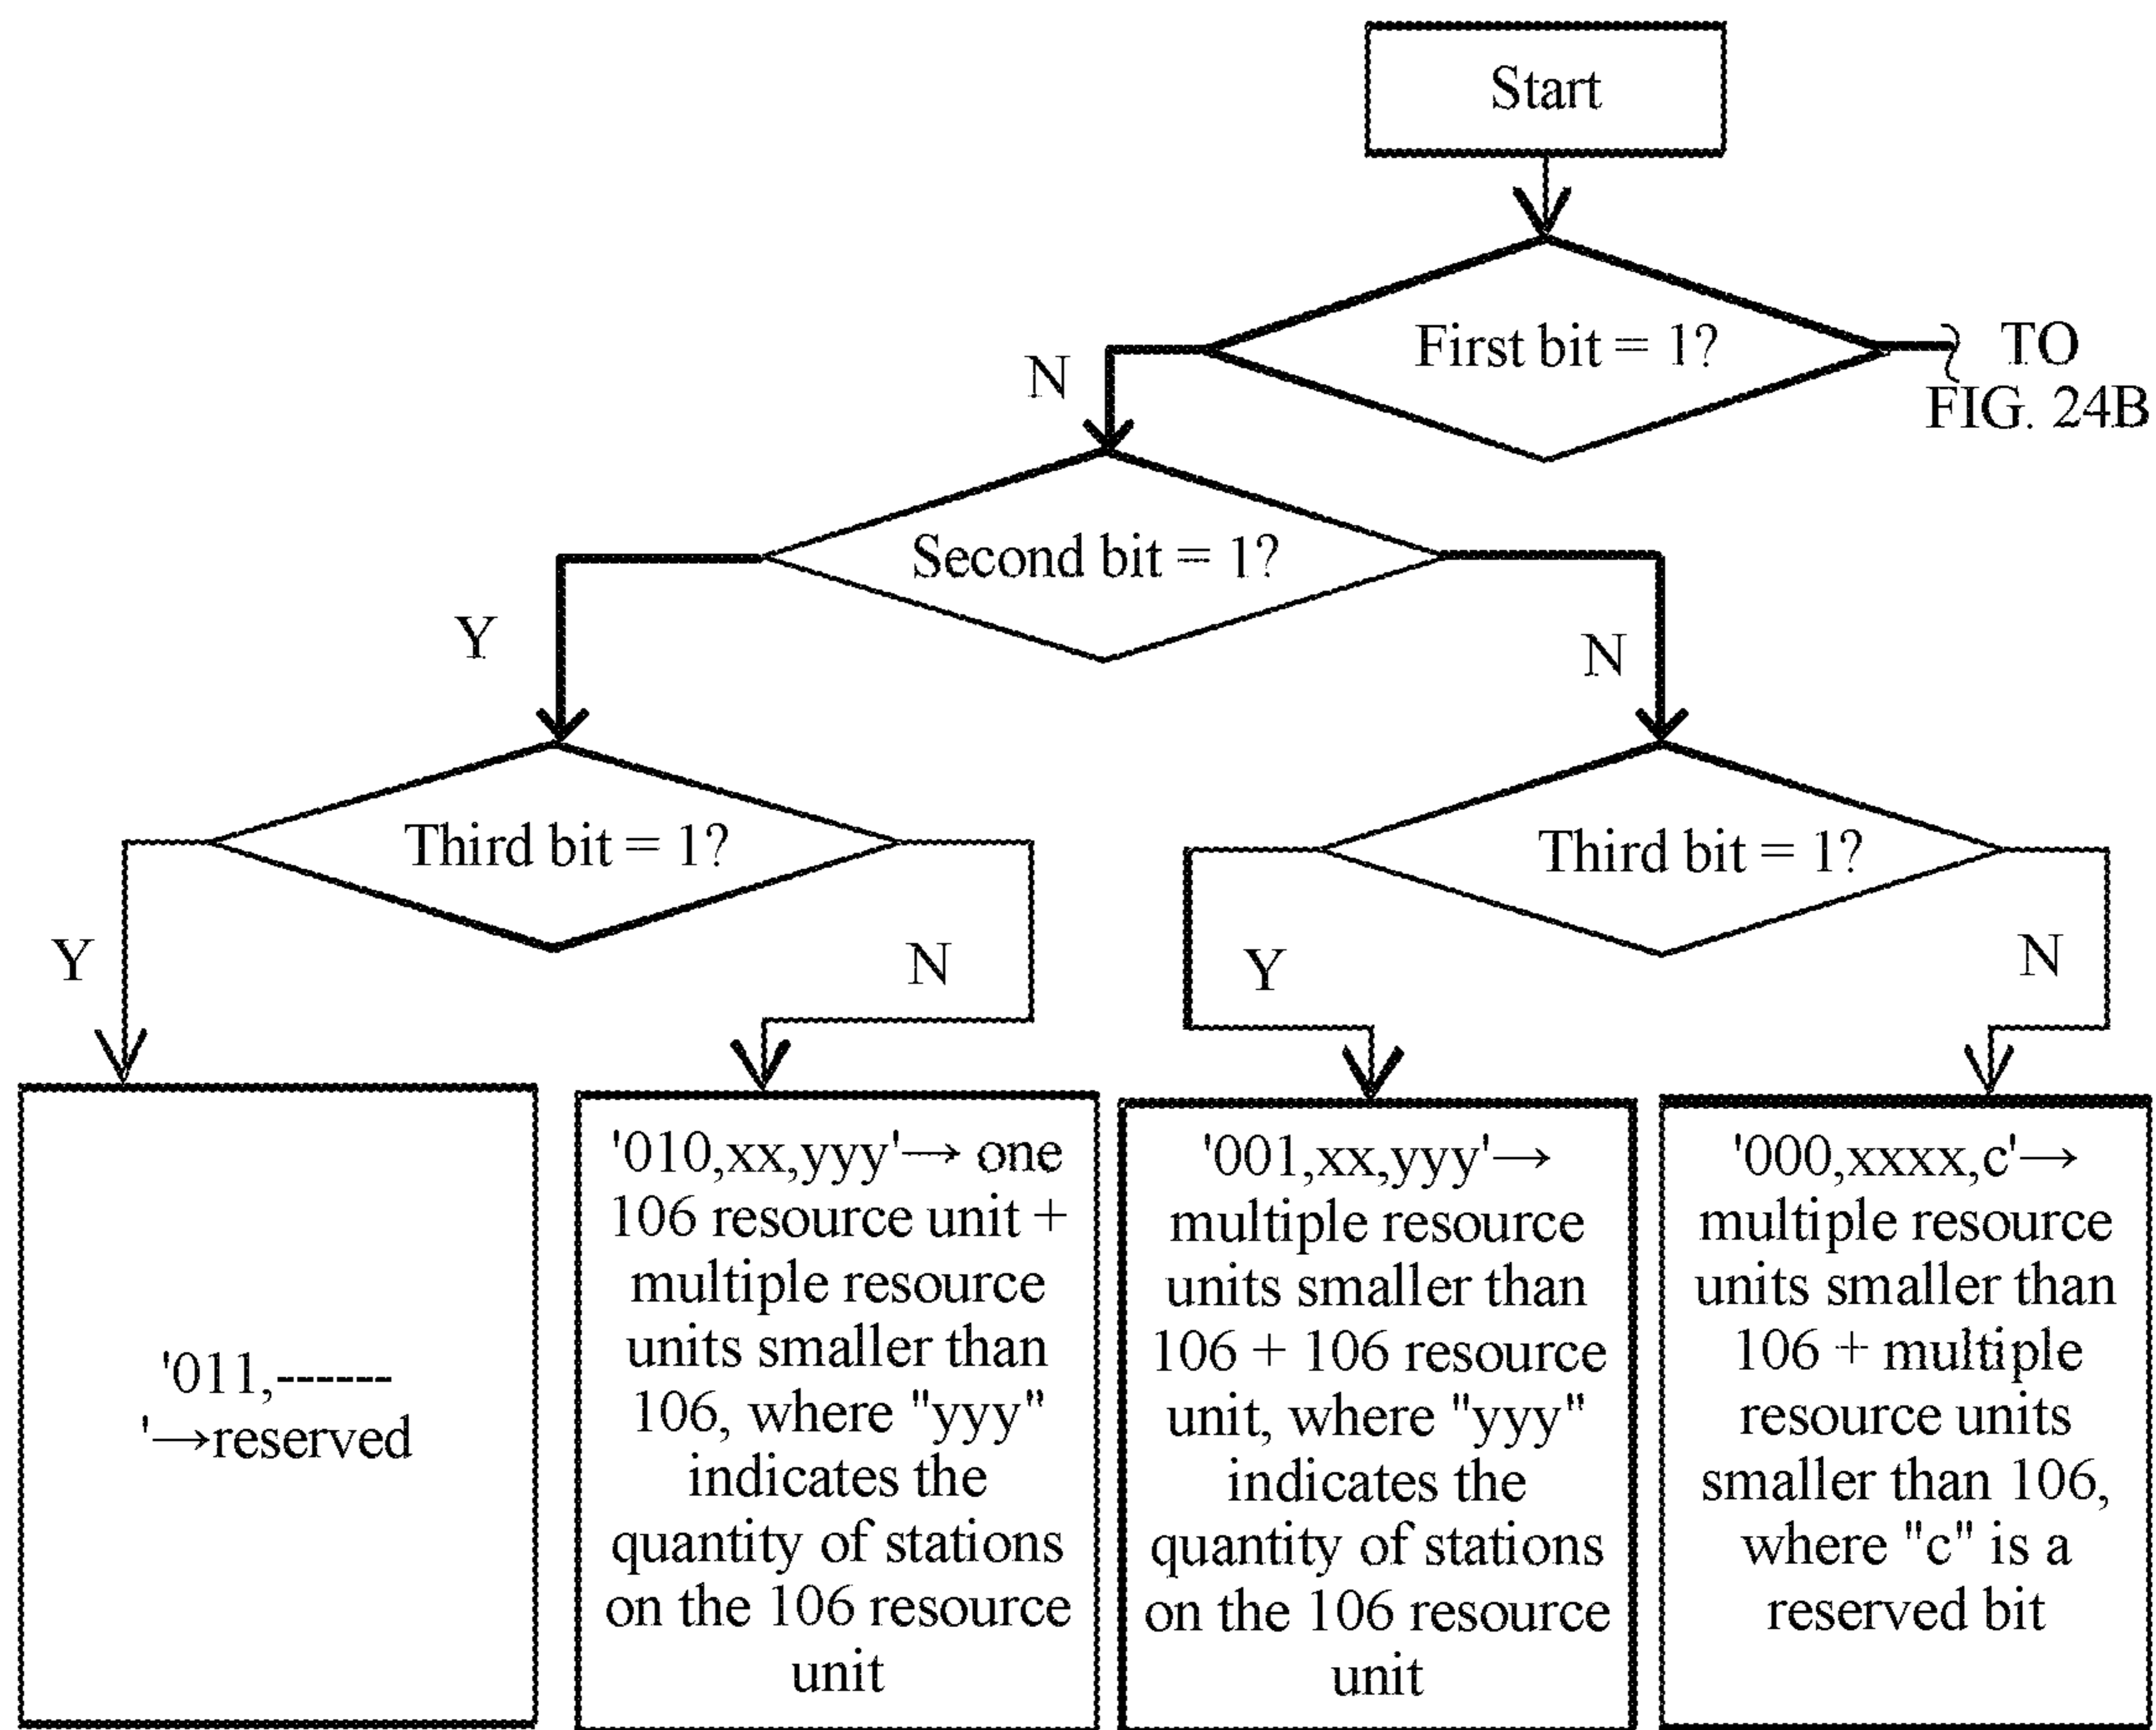 Start
First bit = 1?
TO
FIG. 24B
N
Second bit = 1?
Y
N
Third bit = 1?
Third bit = 1?
Y
N
Y
N
'011,------
'→reserved
'010,xx,yyy'→ one
106 resource unit +
multiple resource
units smaller than
106, where "yyy"
indicates the
quantity of stations
on the 106 resource
unit
'001,xx,yyy'→
multiple resource
units smaller than
106 + 106 resource
unit, where "yyy"
indicates the
quantity of stations
on the 106 resource
unit
'000,xxxx,c'→
multiple resource
units smaller than
106 + multiple
resource units
smaller than 106,
where "c" is a
reserved bit